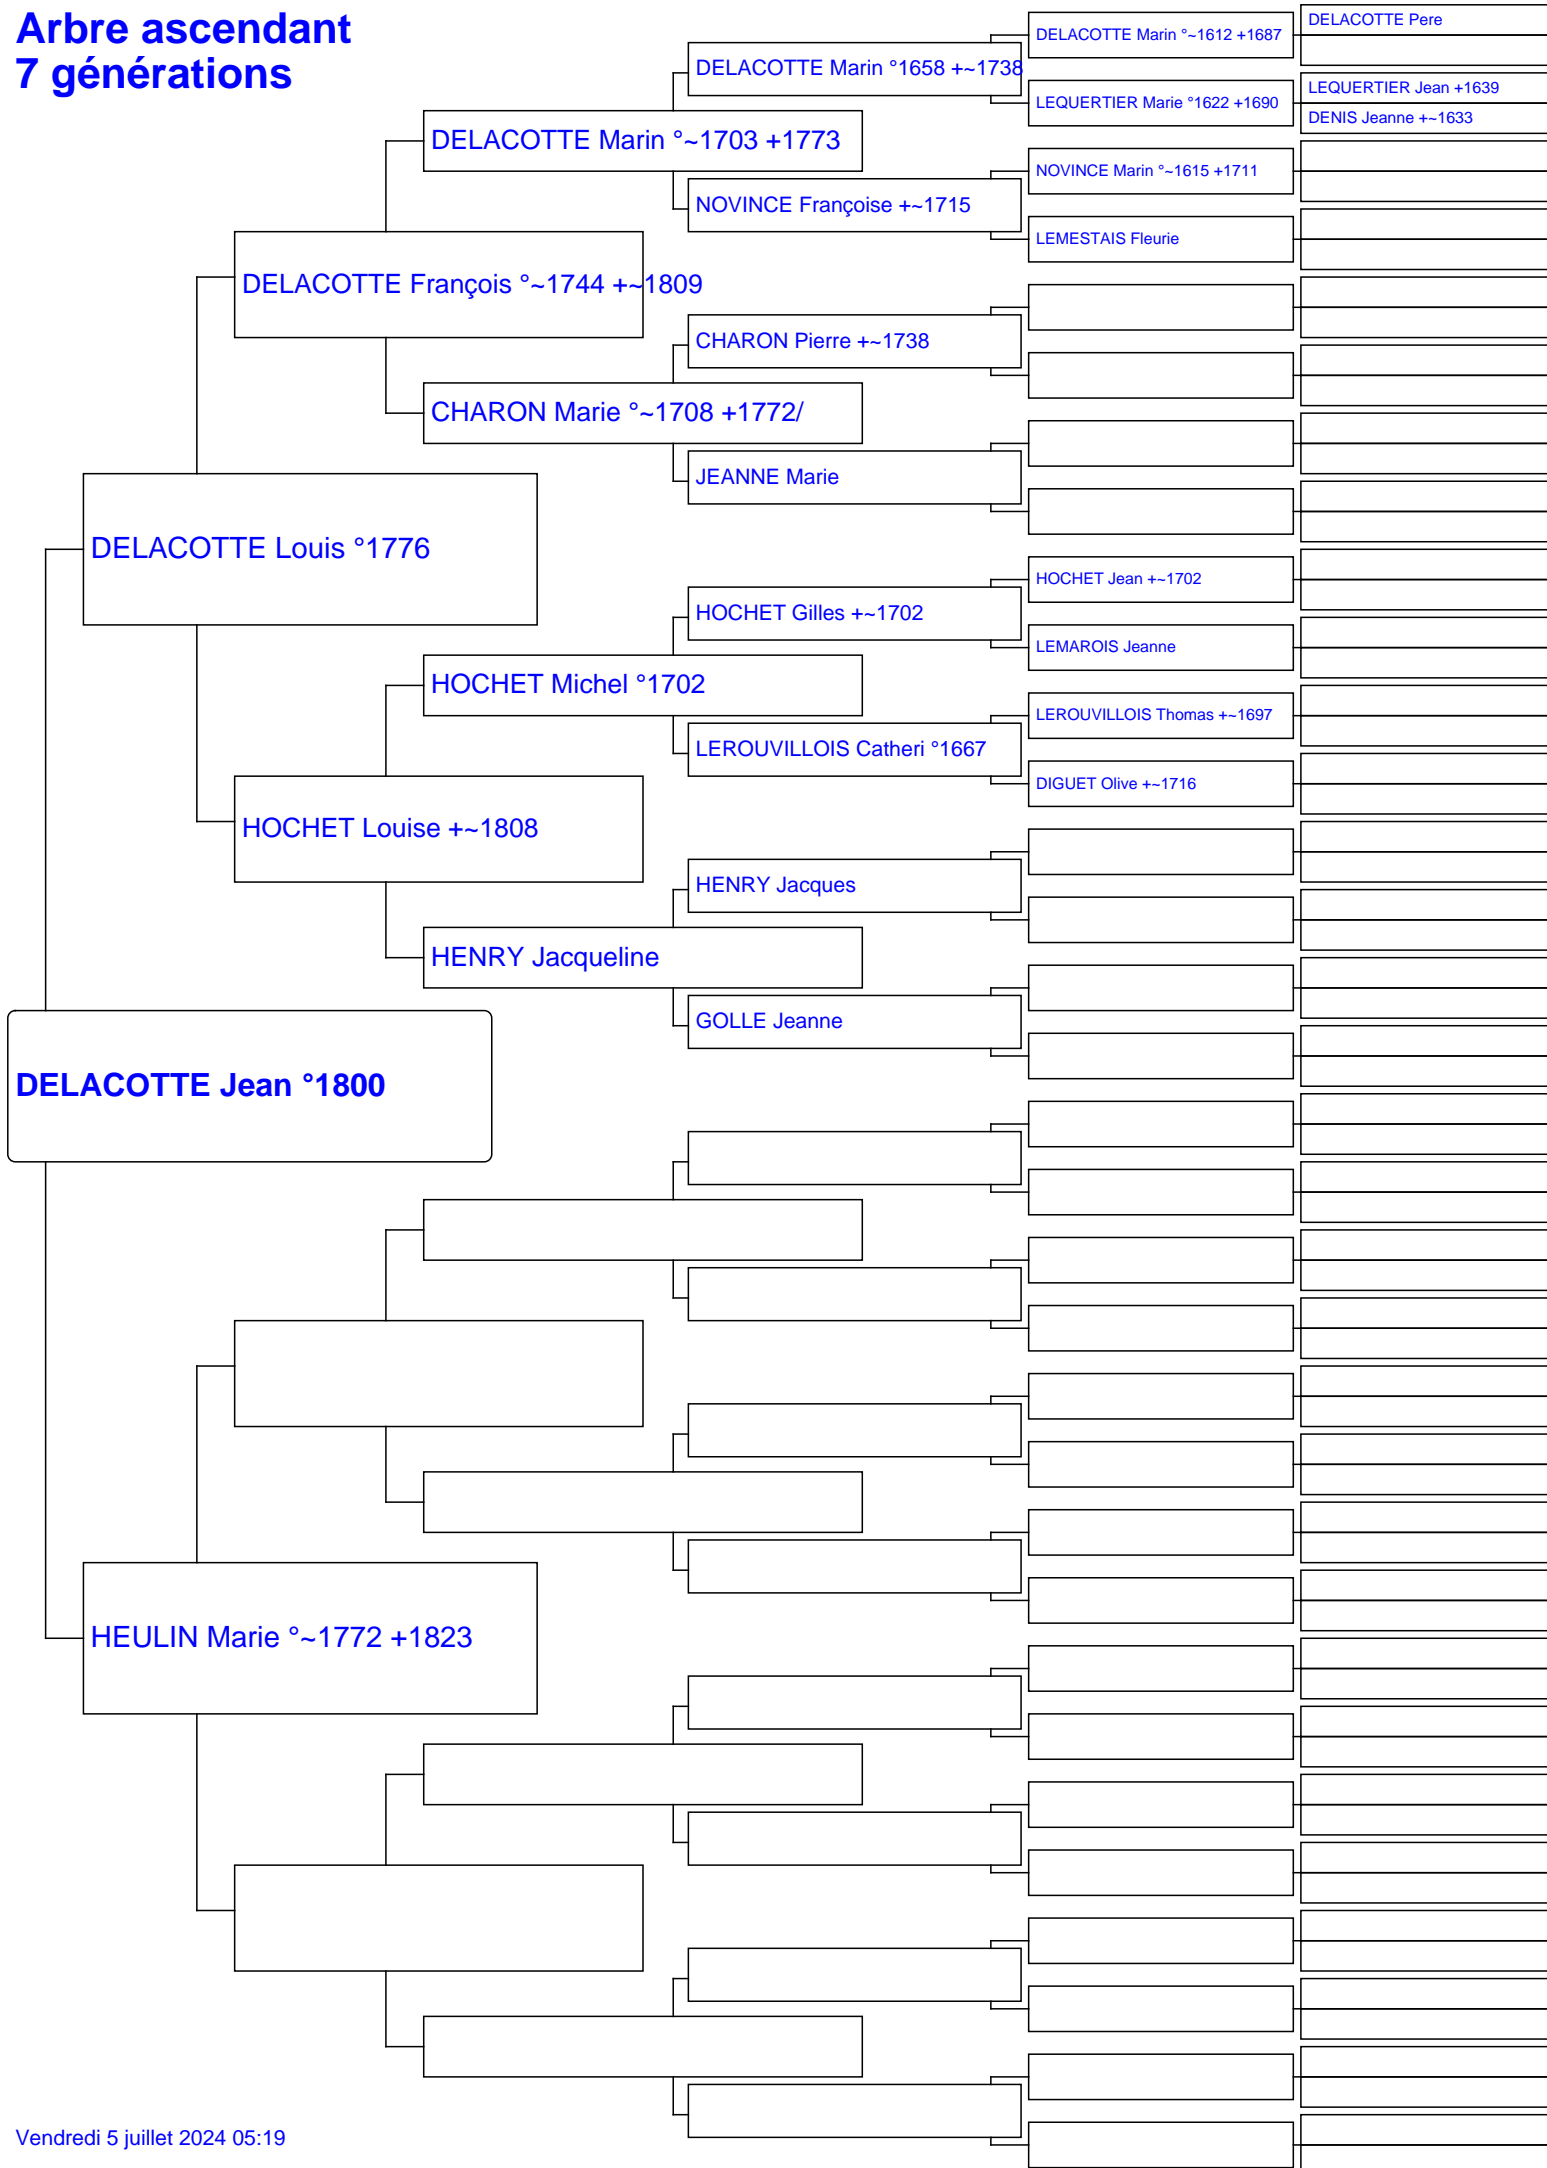 Arbre ascendant
7 générations
DELACOTTE Pere
DELACOTTE Marin °~1612 +1687
DELACOTTE Marin °1658 +~1738
LEQUERTIER Jean +1639
LEQUERTIER Marie °1622 +1690
DENIS Jeanne +~1633
DELACOTTE Marin °~1703 +1773
NOVINCE Marin °~1615 +1711
NOVINCE Françoise +~1715
LEMESTAIS Fleurie
DELACOTTE François °~1744 +~1809
CHARON Pierre +~1738
CHARON Marie °~1708 +1772/
JEANNE Marie
DELACOTTE Louis °1776
HOCHET Jean +~1702
HOCHET Gilles +~1702
LEMAROIS Jeanne
HOCHET Michel °1702
LEROUVILLOIS Thomas +~1697
LEROUVILLOIS Catheri °1667
DIGUET Olive +~1716
HOCHET Louise +~1808
HENRY Jacques
HENRY Jacqueline
GOLLE Jeanne
DELACOTTE Jean °1800
HEULIN Marie °~1772 +1823
Vendredi 5 juillet 2024 05:19